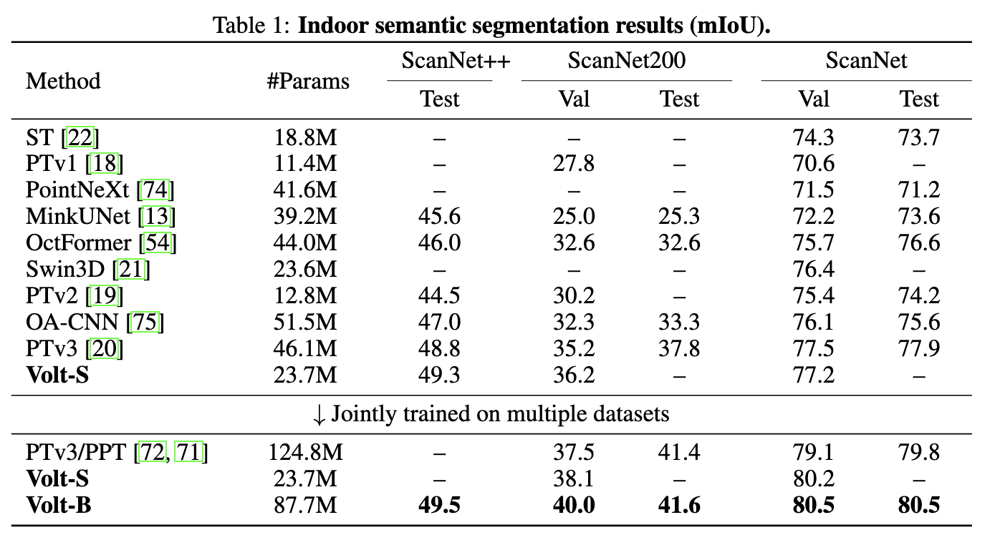 Table 1: Indoor semantic segmentation results (mIoU).
Method #Params ScanNet++ ScanNet200 ScanNet
Test Val Test Val Test
ST [22] 18.8M – – – 74.3 73.7
PTv1 [18] 11.4M – 27.8 – 70.6 –
PointNeXt [74] 41.6M – – – 71.5 71.2
MinkUNet [13] 39.2M 45.6 25.0 25.3 72.2 73.6
OctFormer [54] 44.0M 46.0 32.6 32.6 75.7 76.6
Swin3D [21] 23.6M – – – 76.4 –
PTv2 [19] 12.8M 44.5 30.2 – 75.4 74.2
OA-CNN [75] 51.5M 47.0 32.3 33.3 76.1 75.6
PTv3 [20] 46.1M 48.8 35.2 37.8 77.5 77.9
Volt-S 23.7M 49.3 36.2 – 77.2 –
↓ Jointly trained on multiple datasets
PTv3/PPT [72, 71] 124.8M – 37.5 41.4 79.1 79.8
Volt-S 23.7M – 38.1 – 80.2 –
Volt-B 87.7M 49.5 40.0 41.6 80.5 80.5